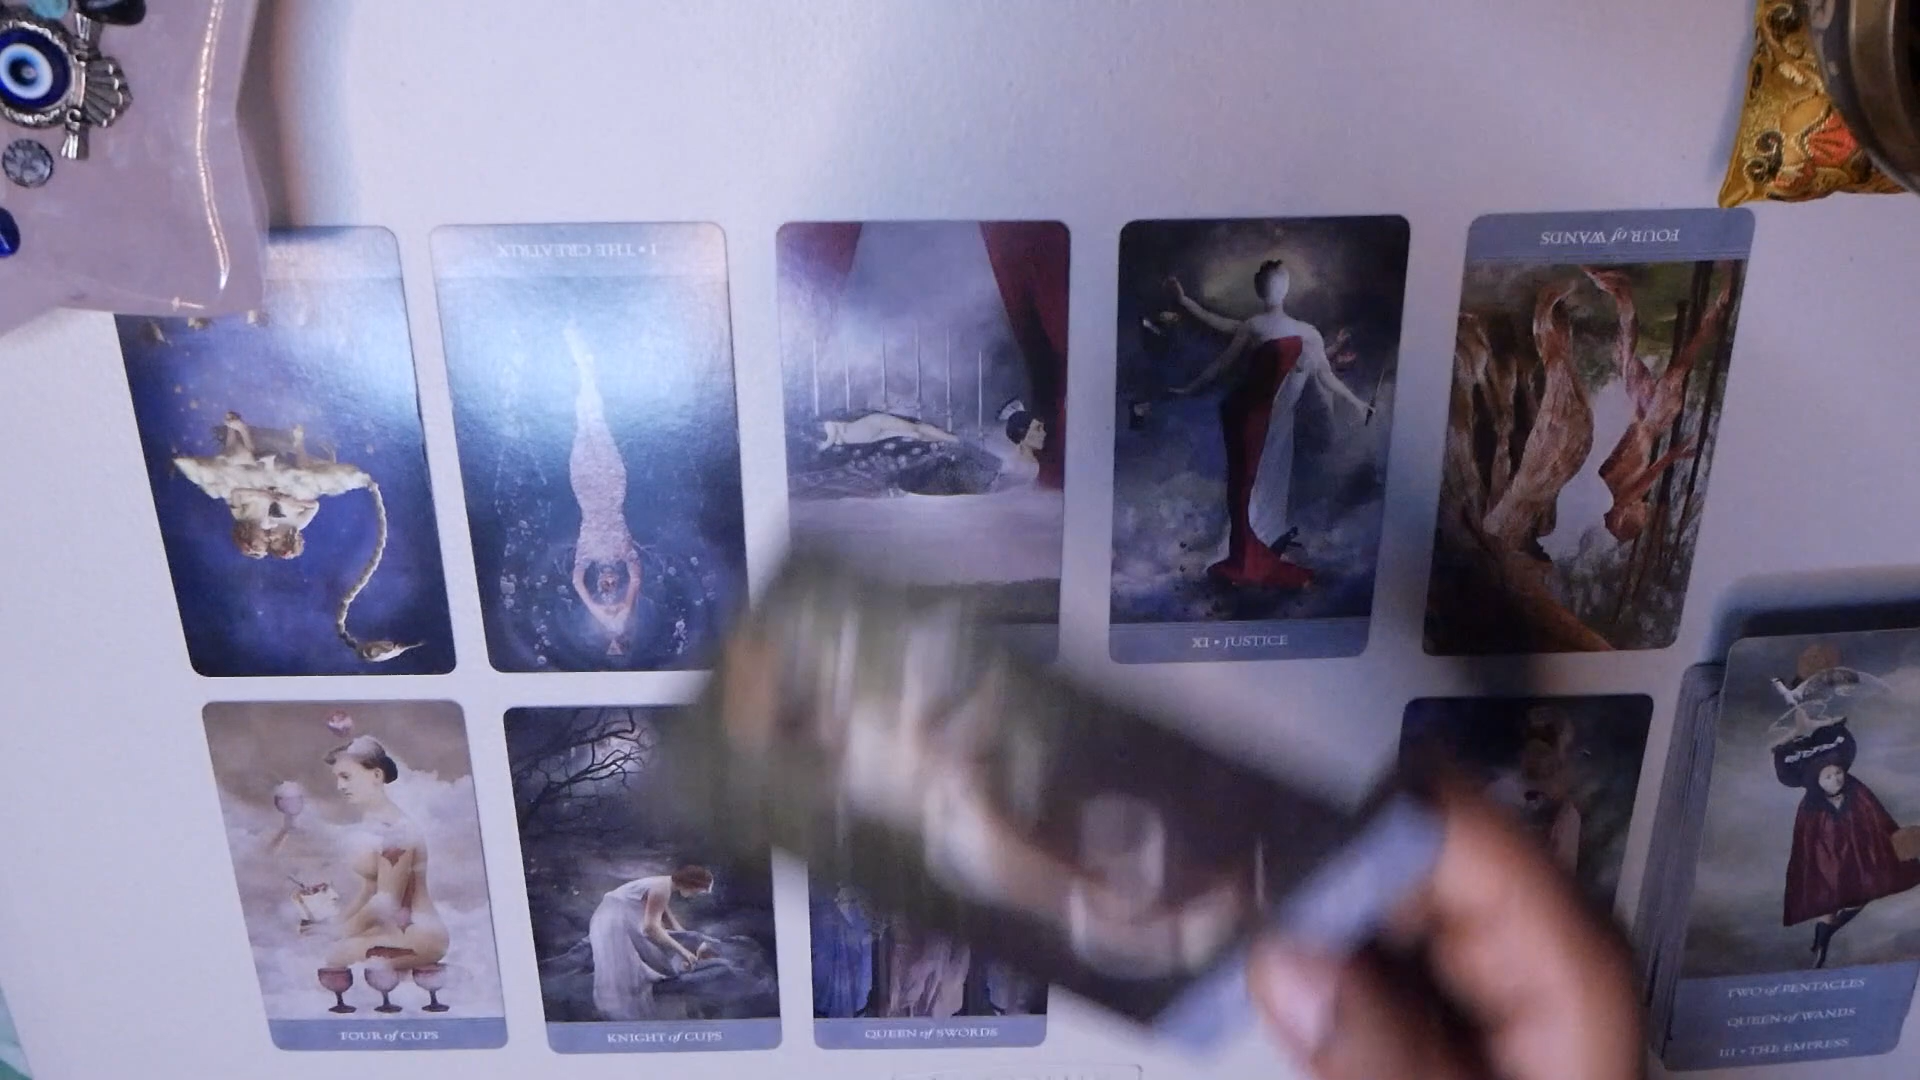 I • THE CREATRIX
FOUR of WANDS
XI • JUSTICE
FOUR of CUPS
KNIGHT of CUPS
QUEEN of SWORDS
TWO of PENTACLES
QUEEN of WANDS
III • THE EMPRESS